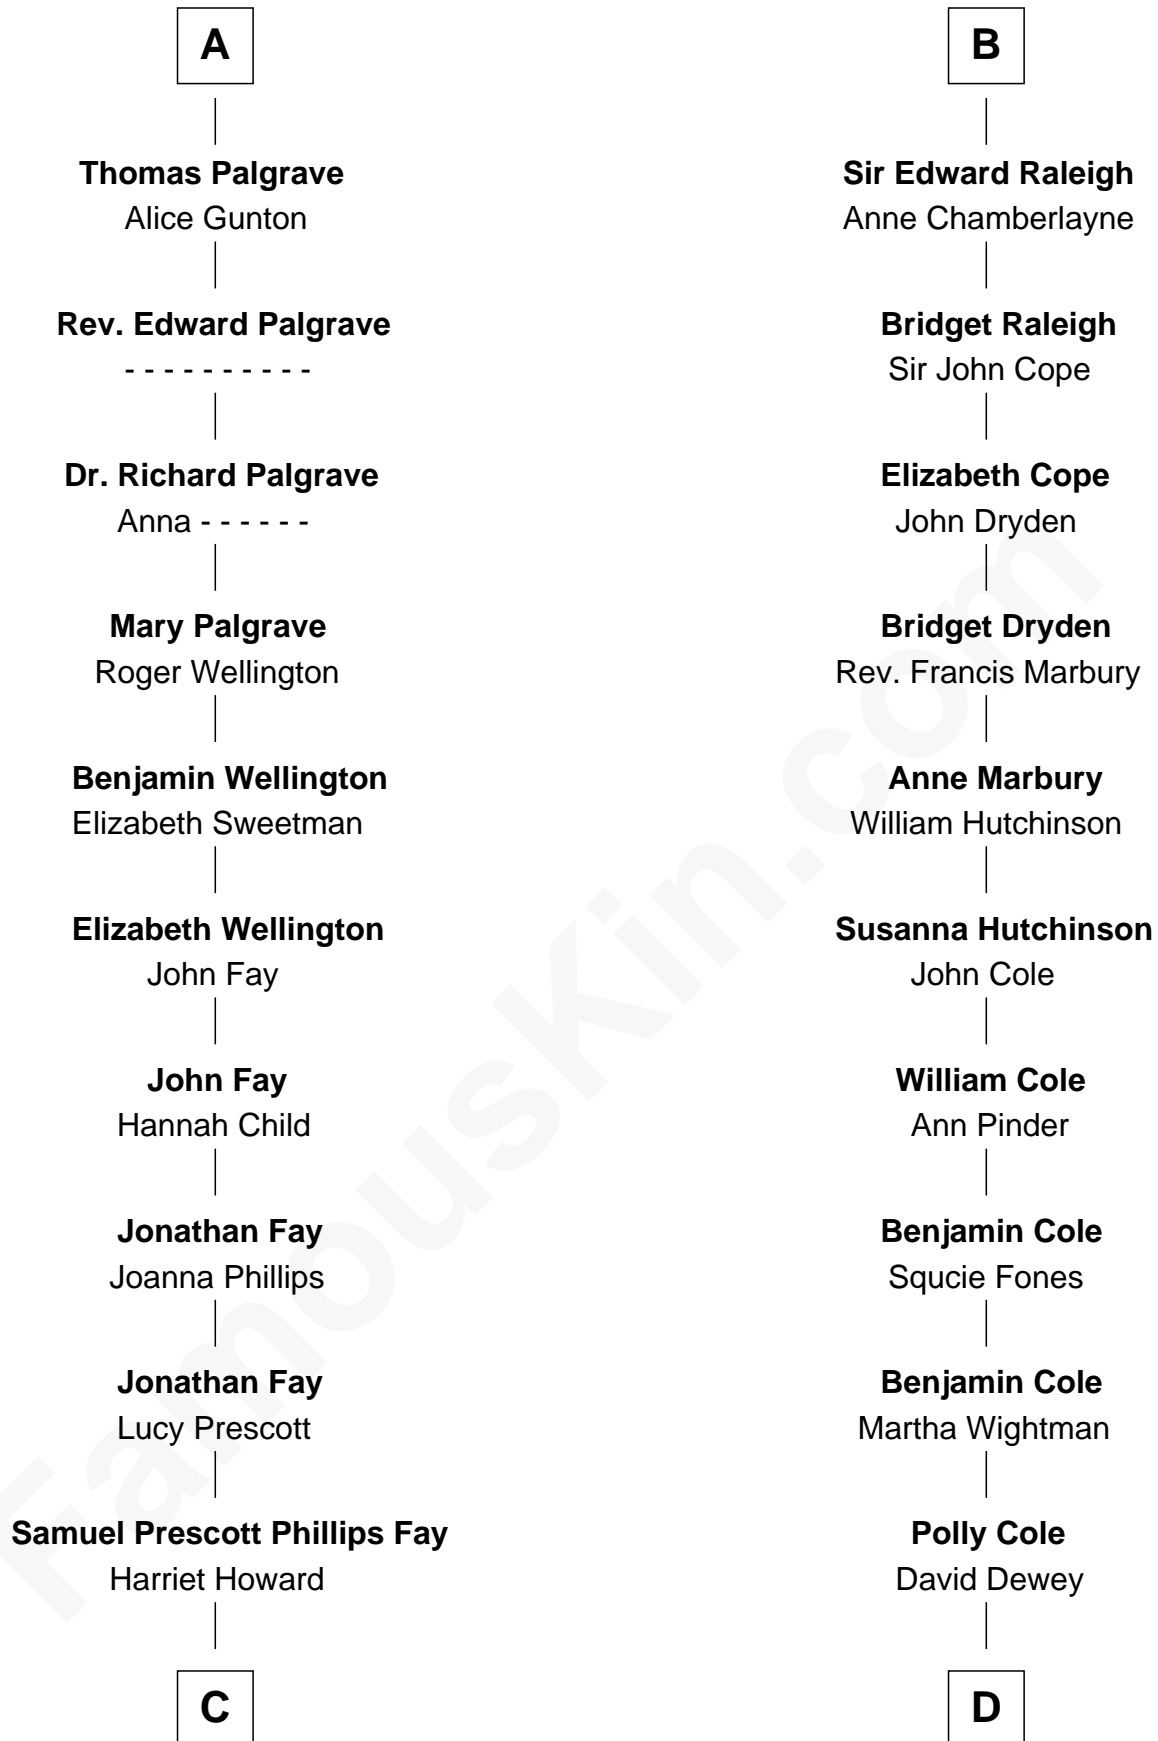 A
Thomas Palgrave
Alice Gunton
Rev. Edward Palgrave
- - - - - - - - - -
Dr. Richard Palgrave
Anna - - - - - -
Mary Palgrave
Roger Wellington
Benjamin Wellington
Elizabeth Sweetman
Elizabeth Wellington
John Fay
John Fay
Hannah Child
Jonathan Fay
Joanna Phillips
Jonathan Fay
Lucy Prescott
Samuel Prescott Phillips Fay
Harriet Howard
C
B
Sir Edward Raleigh
Anne Chamberlayne
Bridget Raleigh
Sir John Cope
Elizabeth Cope
John Dryden
Bridget Dryden
Rev. Francis Marbury
Anne Marbury
William Hutchinson
Susanna Hutchinson
John Cole
William Cole
Ann Pinder
Benjamin Cole
Squcie Fones
Benjamin Cole
Martha Wightman
Polly Cole
David Dewey
D
FamousKin.com